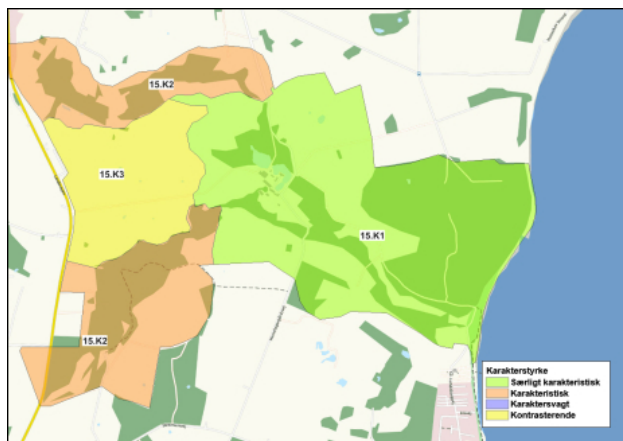 15.K2
15.K3
15.K1
15.K2
Karakterstyrke
Særligt karakteristisk
Karakteristisk
Karaktersvagt
Kontrasterende